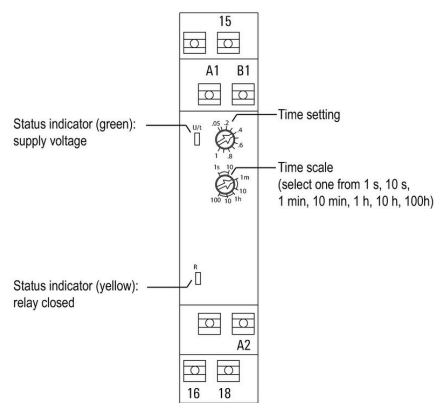 15
A1 B1
Status indicator (green):
supply voltage
U/t
.05 .2 .4 .6 .8 1
Time setting
1s 10 1m 10 1h 10 100
Time scale
(select one from 1 s, 10 s,
1 min, 10 min, 1 h, 10 h, 100h)
Status indicator (yellow):
relay closed
R
A2
16 18